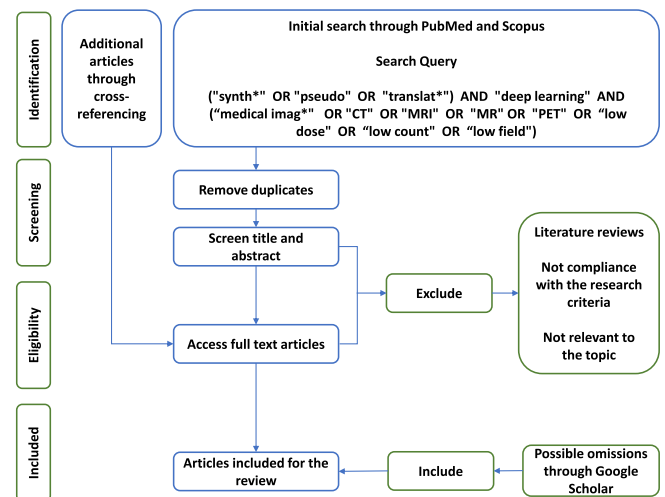 Identification
Additional
articles
through
cross-
referencing
Initial search through PubMed and Scopus
Search Query
("synth*" OR "pseudo" OR "translat*") AND "deep learning" AND
(“medical imag*" OR "CT" OR "MRI" OR "MR" OR "PET" OR “low
dose" OR “low count" OR “low field")
Screening
Remove duplicates
Screen title and
abstract
Literature reviews
Not compliance
with the research
criteria
Not relevant to
the topic
Exclude
Eligibility
Access full text articles
Included
Articles included for the
review
Include
Possible omissions
through Google
Scholar